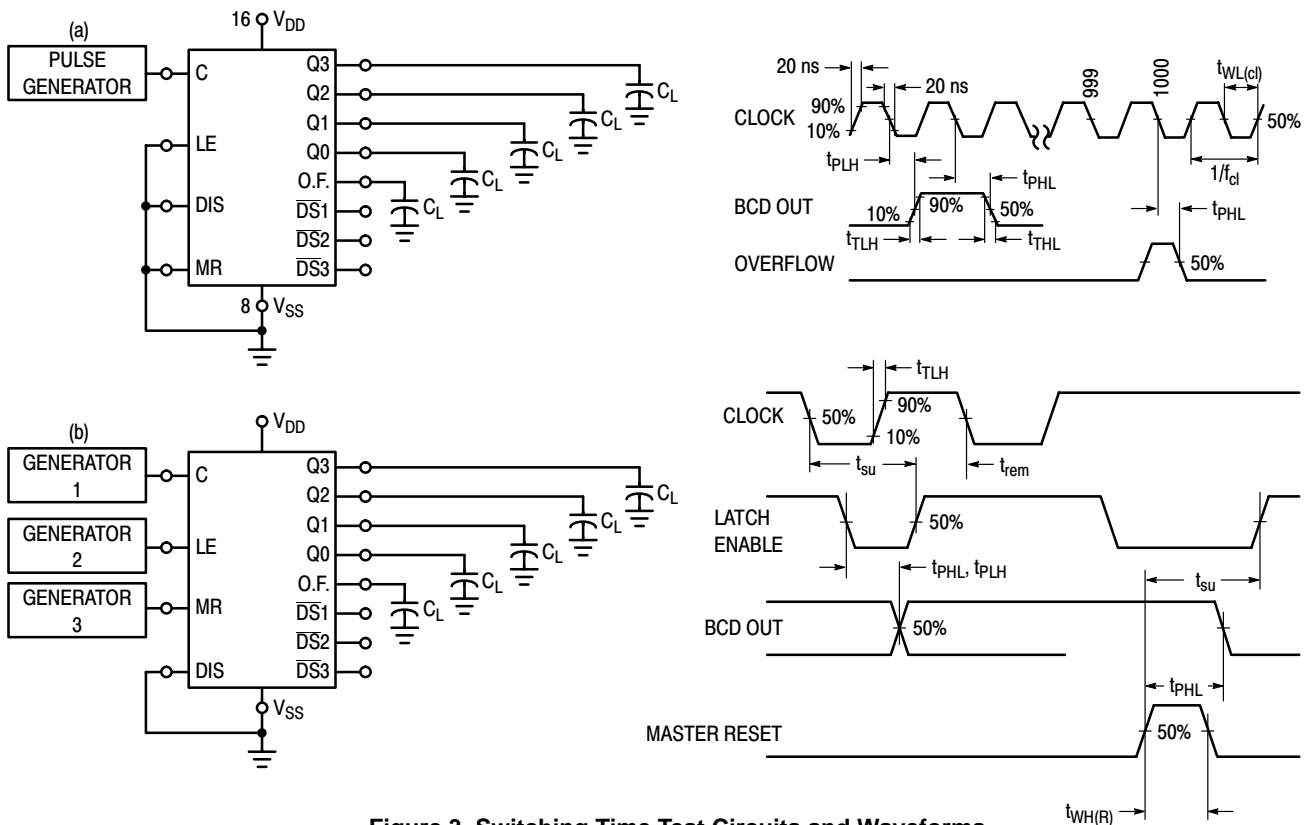 (a)
PULSE
GENERATOR
16 VDD
C
LE
DIS
MR
Q3
Q2
Q1
Q0
O.F.
DS1
DS2
DS3
CL
CL
CL
CL
CL
8 VSS
20 ns
20 ns
90%
10%
CLOCK
999
1000
tWL(cl)
50%
tPLH
tPHL
1/fcl
BCD OUT
10%
90%
50%
tPHL
tTLH
tTHL
OVERFLOW
50%
(b)
GENERATOR
1
GENERATOR
2
GENERATOR
3
VDD
C
LE
MR
DIS
Q3
Q2
Q1
Q0
O.F.
DS1
DS2
DS3
CL
CL
CL
CL
CL
VSS
tTLH
CLOCK
50%
90%
10%
tsu
trem
LATCH
ENABLE
50%
tPHL, tPLH
tsu
BCD OUT
50%
tPHL
MASTER RESET
50%
tWH(R)
Figure 3. Switching Time Test Circuits and Waveforms